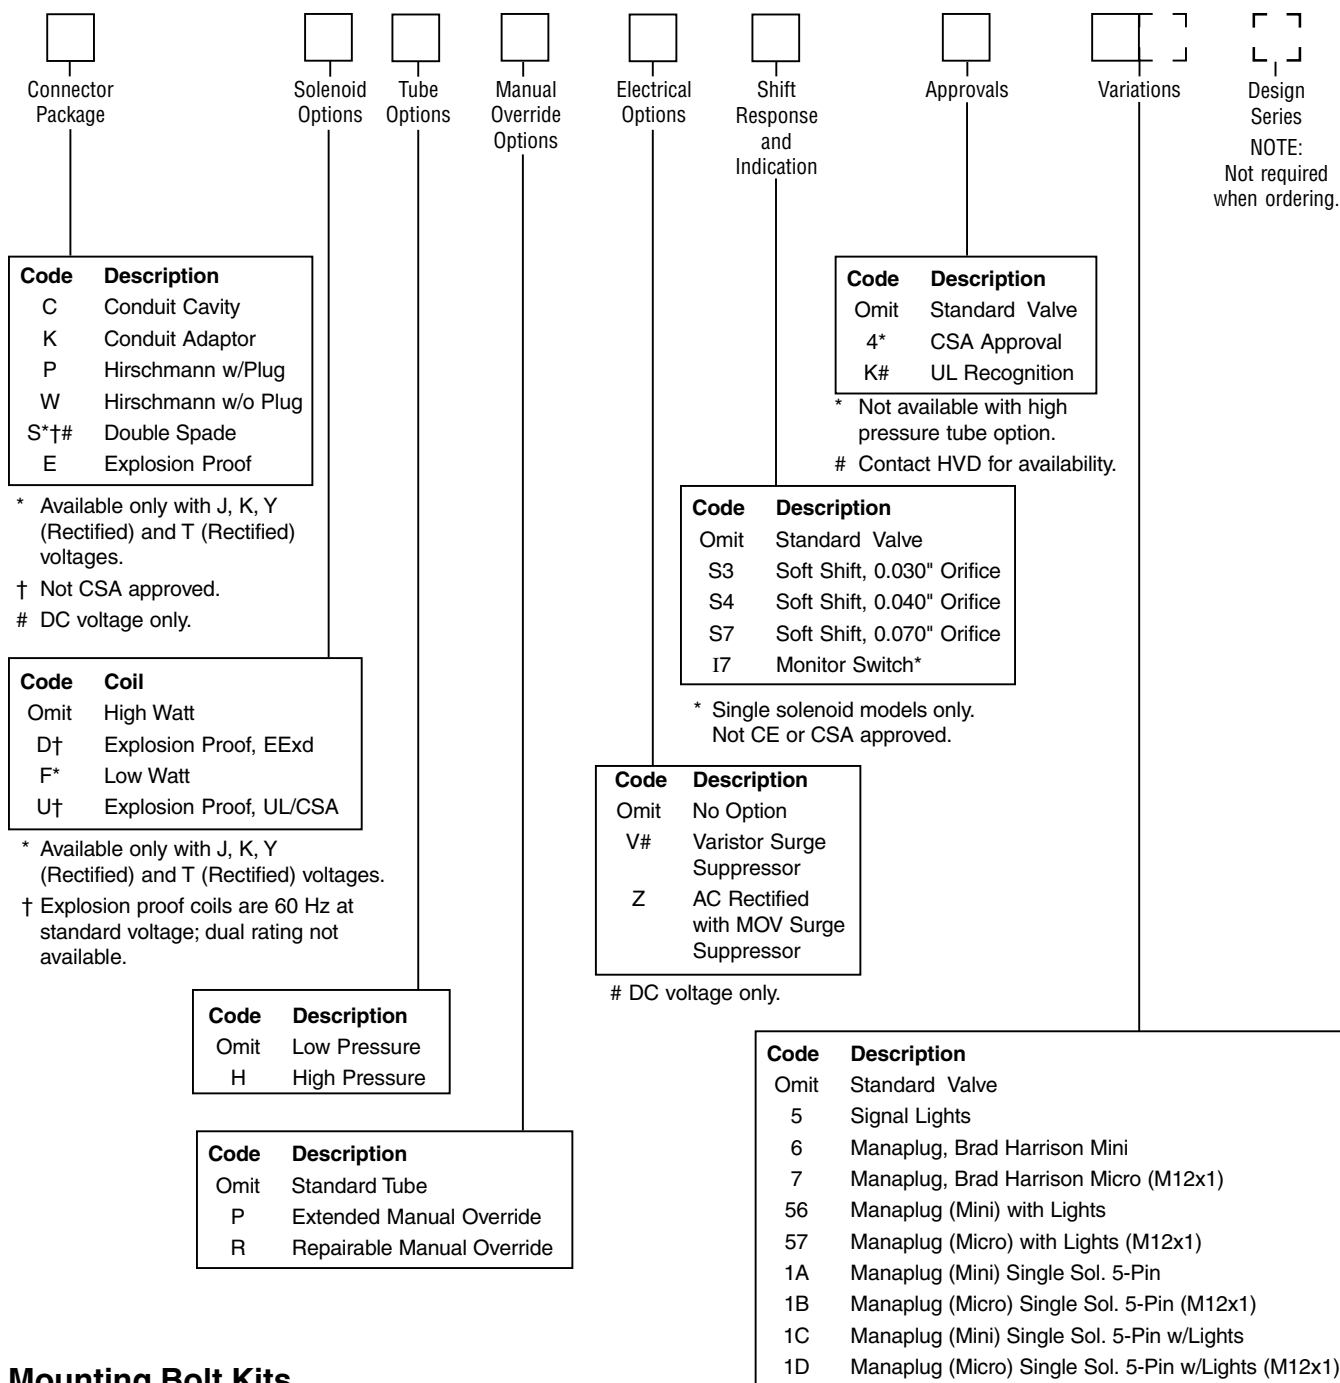 Connector
Package
Solenoid
Options
Tube
Options
Manual
Override
Options
Electrical
Options
Shift
Response
and
Indication
Approvals
Variations
Design
Series
NOTE:
Not required
when ordering.
Code Description
C Conduit Cavity
K Conduit Adaptor
P Hirschmann w/Plug
W Hirschmann w/o Plug
S*†# Double Spade
E Explosion Proof
* Available only with J, K, Y
(Rectified) and T (Rectified)
voltages.
† Not CSA approved.
# DC voltage only.
Code Coil
Omit High Watt
D† Explosion Proof, EExd
F* Low Watt
U† Explosion Proof, UL/CSA
* Available only with J, K, Y
(Rectified) and T (Rectified) voltages.
† Explosion proof coils are 60 Hz at
standard voltage; dual rating not
available.
Code Description
Omit Low Pressure
H High Pressure
Code Description
Omit Standard Tube
P Extended Manual Override
R Repairable Manual Override
Code Description
Omit No Option
V# Varistor Surge
Suppressor
Z AC Rectified
with MOV Surge
Suppressor
# DC voltage only.
Code Description
Omit Standard Valve
S3 Soft Shift, 0.030" Orifice
S4 Soft Shift, 0.040" Orifice
S7 Soft Shift, 0.070" Orifice
I7 Monitor Switch*
* Single solenoid models only.
Not CE or CSA approved.
Code Description
Omit Standard Valve
4* CSA Approval
K# UL Recognition
* Not available with high
pressure tube option.
# Contact HVD for availability.
Code Description
Omit Standard Valve
5 Signal Lights
6 Manaplug, Brad Harrison Mini
7 Manaplug, Brad Harrison Micro (M12x1)
56 Manaplug (Mini) with Lights
57 Manaplug (Micro) with Lights (M12x1)
1A Manaplug (Mini) Single Sol. 5-Pin
1B Manaplug (Micro) Single Sol. 5-Pin (M12x1)
1C Manaplug (Mini) Single Sol. 5-Pin w/Lights
1D Manaplug (Micro) Single Sol. 5-Pin w/Lights (M12x1)
Mounting Bolt Kits